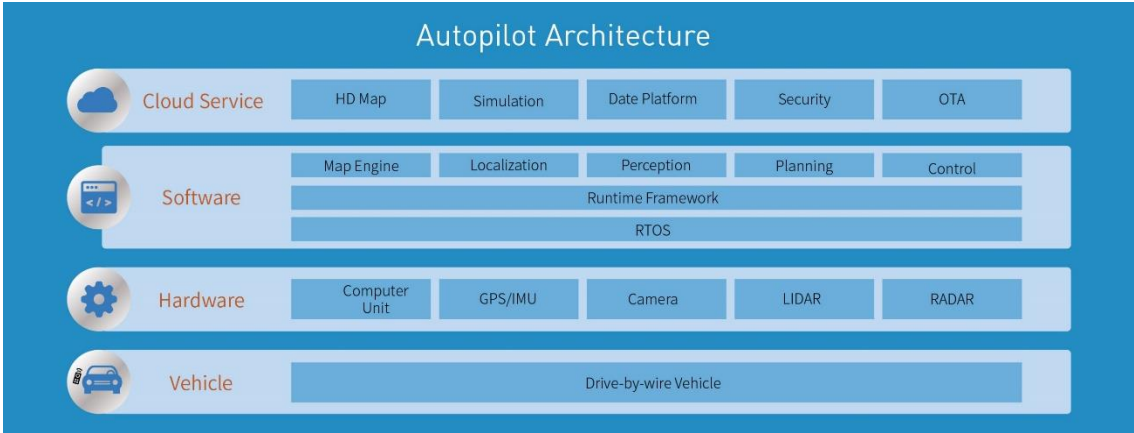 Autopilot Architecture
Cloud Service
HD Map
Simulation
Date Platform
Security
OTA
Software
Map Engine
Localization
Perception
Planning
Control
Runtime Framework
RTOS
Hardware
Computer
Unit
GPS/IMU
Camera
LIDAR
RADAR
Vehicle
Drive-by-wire Vehicle